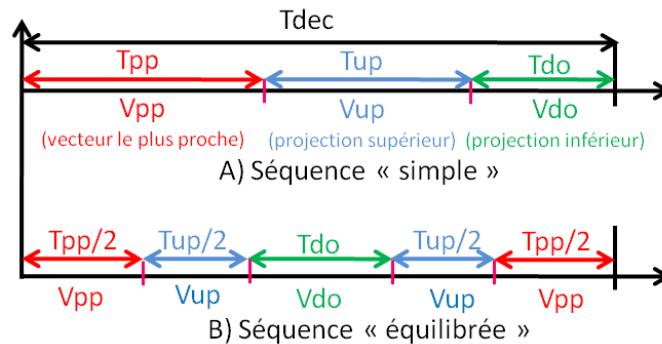 Tdec
Tpp Tup Tdo
Vpp Vup Vdo
(vecteur le plus proche) (projection supérieur) (projection inférieur)
A) Séquence « simple »
Tpp/2 Tup/2 Tdo Tup/2 Tpp/2
Vpp Vup Vdo Vup Vpp
B) Séquence « équilibrée »